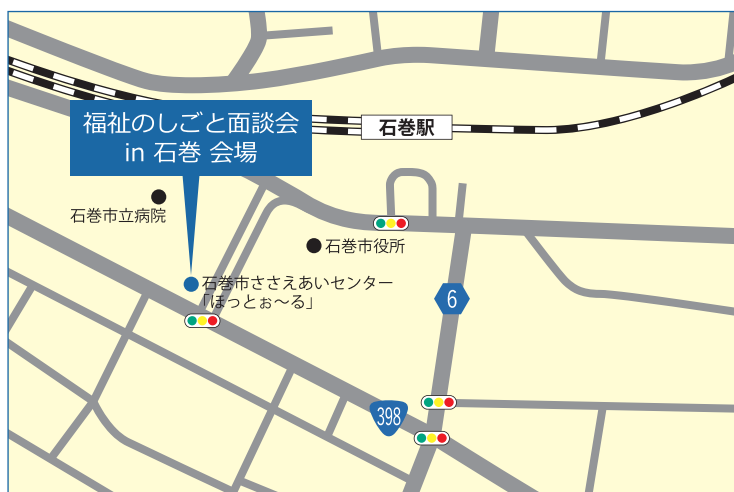 石巻駅
福祉のしごと面談会
in 石巻 会場
石巻市立病院
石巻市役所
石巻市ささえあいセンター
「ほっとぉ～る」
6
398